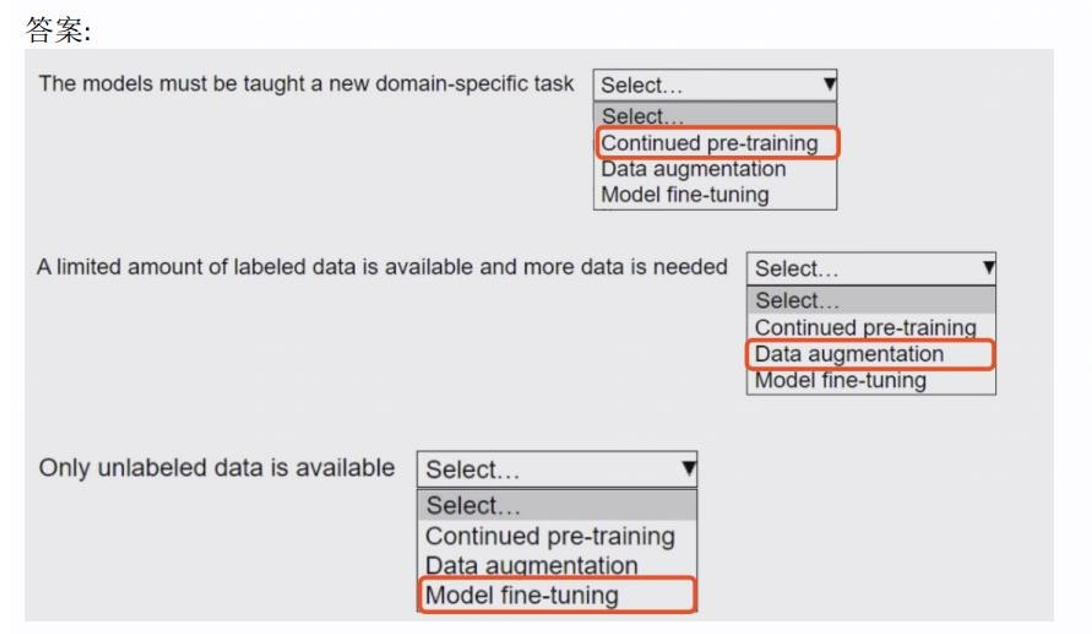 答案:
The models must be taught a new domain-specific task
Select...
Select...
Continued pre-training
Data augmentation
Model fine-tuning
A limited amount of labeled data is available and more data is needed
Select...
Select...
Continued pre-training
Data augmentation
Model fine-tuning
Only unlabeled data is available
Select...
Select...
Continued pre-training
Data augmentation
Model fine-tuning